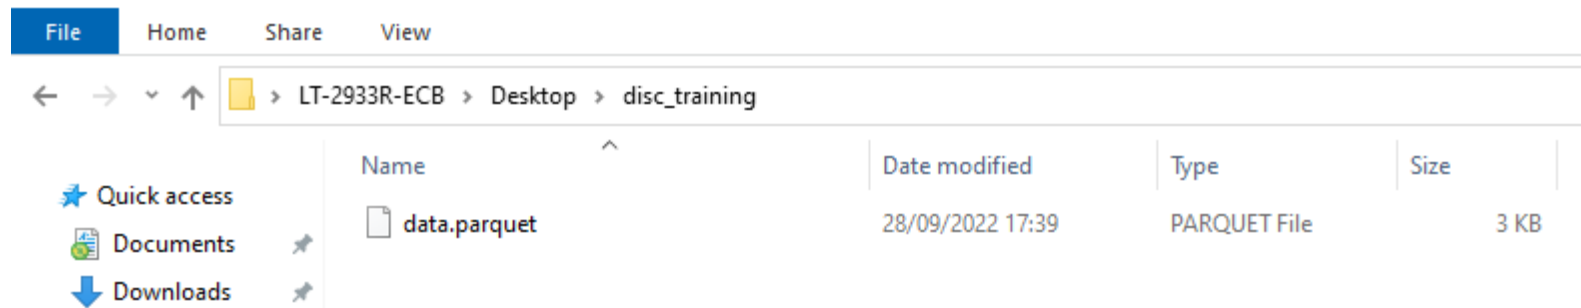 File Home Share View
LT-2933R-ECB Desktop disc_training
Name Date modified Type Size
Quick access
data.parquet 28/09/2022 17:39 PARQUET File 3 KB
Documents
Downloads